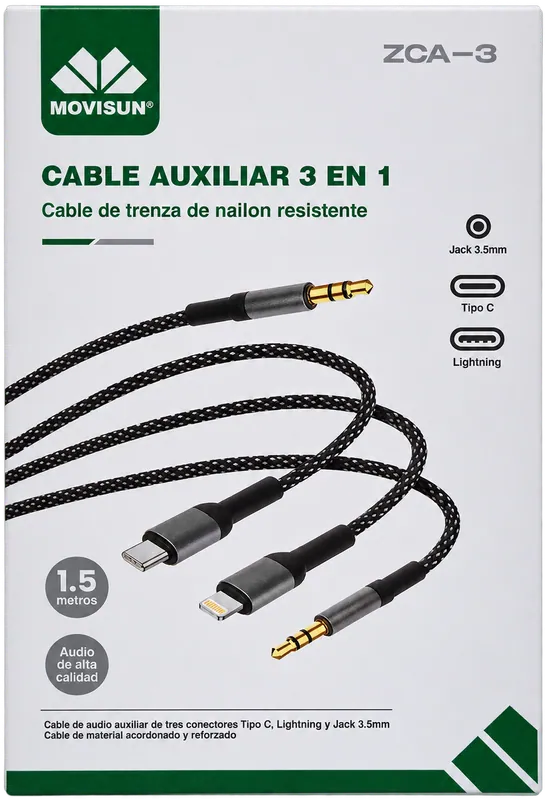 MOVISUN®
ZCA-3
CABLE AUXILIAR 3 EN 1
Cable de trenza de nailon resistente
Jack 3.5mm
Tipo C
Lightning
1.5
metros
Audio
de alta
calidad
Cable de audio auxiliar de tres conectores Tipo C, Lightning y Jack 3.5mm
Cable de material acordonado y reforzado